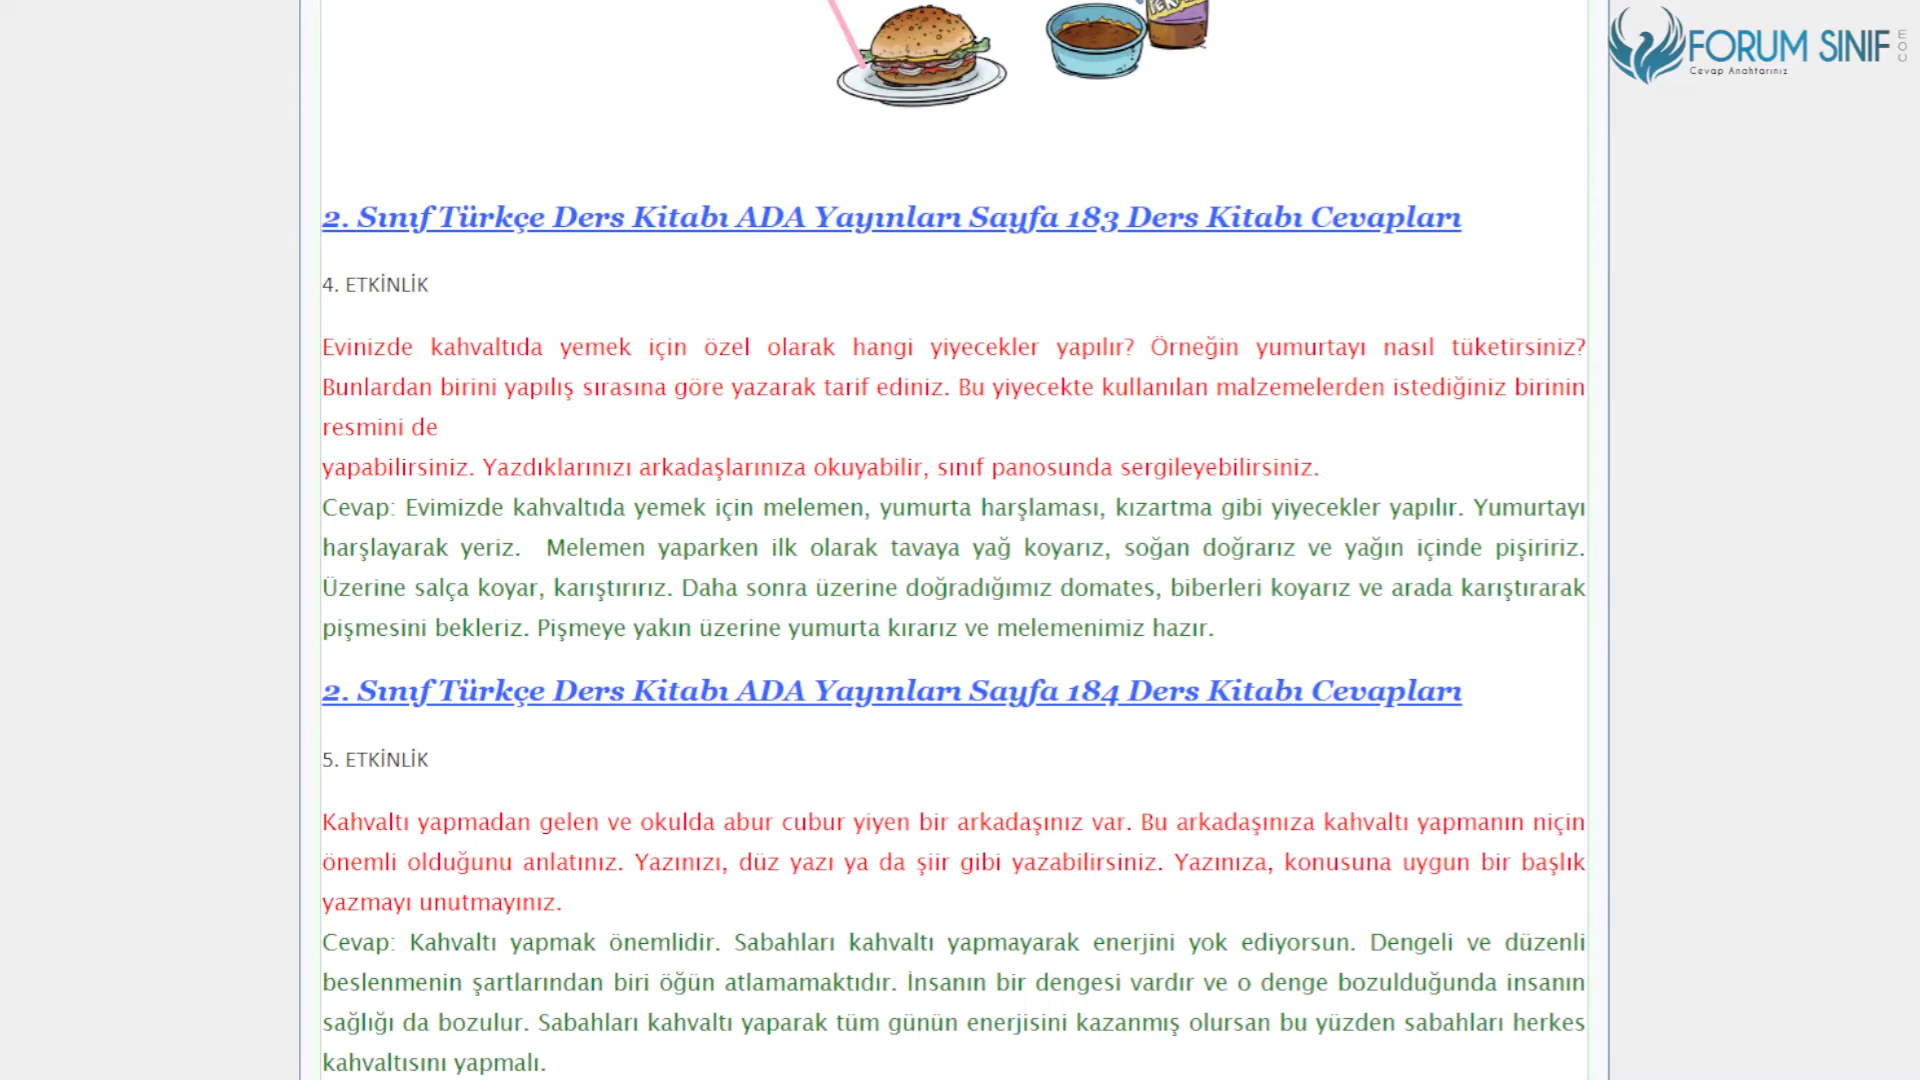 FORUM SINIF
COM
Cevap Anahtarınız
2. Sınıf Türkçe Ders Kitabı ADA Yayınları Sayfa 183 Ders Kitabı Cevapları
4. ETKİNLİK
Evinizde kahvaltıda yemek için özel olarak hangi yiyecekler yapılır? Örneğin yumurtayı nasıl tüketirsiniz?
Bunlardan birini yapılış sırasına göre yazarak tarif ediniz. Bu yiyecekte kullanılan malzemelerden istediğiniz birinin
resmini de
yapabilirsiniz. Yazdıklarınızı arkadaşlarınıza okuyabilir, sınıf panosunda sergileyebilirsiniz.
Cevap: Evimizde kahvaltıda yemek için melemen, yumurta harşlaması, kızartma gibi yiyecekler yapılır. Yumurtayı
harşlayarak yeriz. Melemen yaparken ilk olarak tavaya yağ koyarız, soğan doğrarız ve yağın içinde pişiririz.
Üzerine salça koyar, karıştırırız. Daha sonra üzerine doğradığımız domates, biberleri koyarız ve arada karıştırarak
pişmesini bekleriz. Pişmeye yakın üzerine yumurta kırarız ve melemenimiz hazır.
2. Sınıf Türkçe Ders Kitabı ADA Yayınları Sayfa 184 Ders Kitabı Cevapları
5. ETKİNLİK
Kahvaltı yapmadan gelen ve okulda abur cubur yiyen bir arkadaşınız var. Bu arkadaşınıza kahvaltı yapmanın niçin
önemli olduğunu anlatınız. Yazınızı, düz yazı ya da şiir gibi yazabilirsiniz. Yazınıza, konusuna uygun bir başlık
yazmayı unutmayınız.
Cevap: Kahvaltı yapmak önemlidir. Sabahları kahvaltı yapmayarak enerjini yok ediyorsun. Dengeli ve düzenli
beslenmenin şartlarından biri öğün atlamamaktıdır. İnsanın bir dengesi vardır ve o denge bozulduğunda insanın
sağlığı da bozulur. Sabahları kahvaltı yaparak tüm günün enerjisini kazanmış olursan bu yüzden sabahları herkes
kahvaltısını yapmalı.